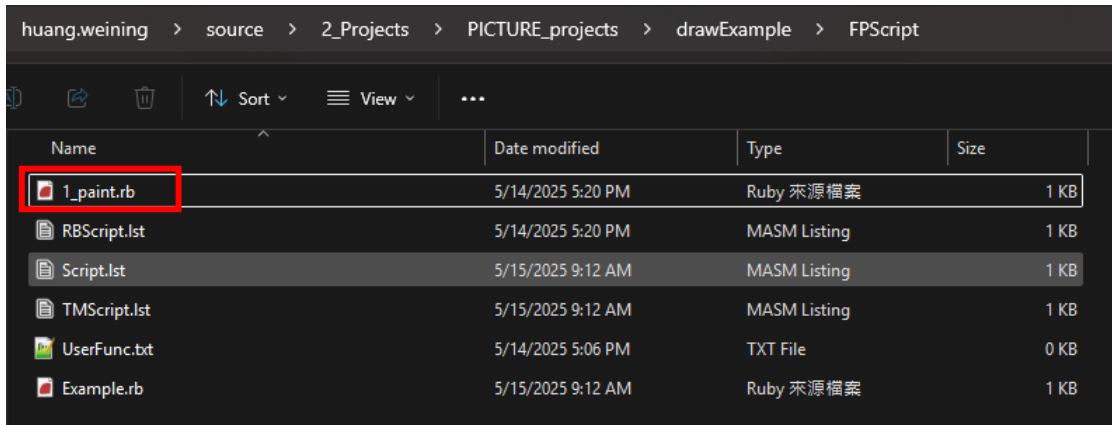 huang.weining > source > 2_Projects > PICTURE_projects > drawExample > FPScript
Sort View ...
Name Date modified Type Size
1_paint.rb 5/14/2025 5:20 PM Ruby 來源檔案 1 KB
RBScript.lst 5/14/2025 5:20 PM MASM Listing 1 KB
Script.lst 5/15/2025 9:12 AM MASM Listing 1 KB
TMScript.lst 5/15/2025 9:12 AM MASM Listing 1 KB
UserFunc.txt 5/14/2025 5:06 PM TXT File 0 KB
Example.rb 5/15/2025 9:12 AM Ruby 來源檔案 1 KB